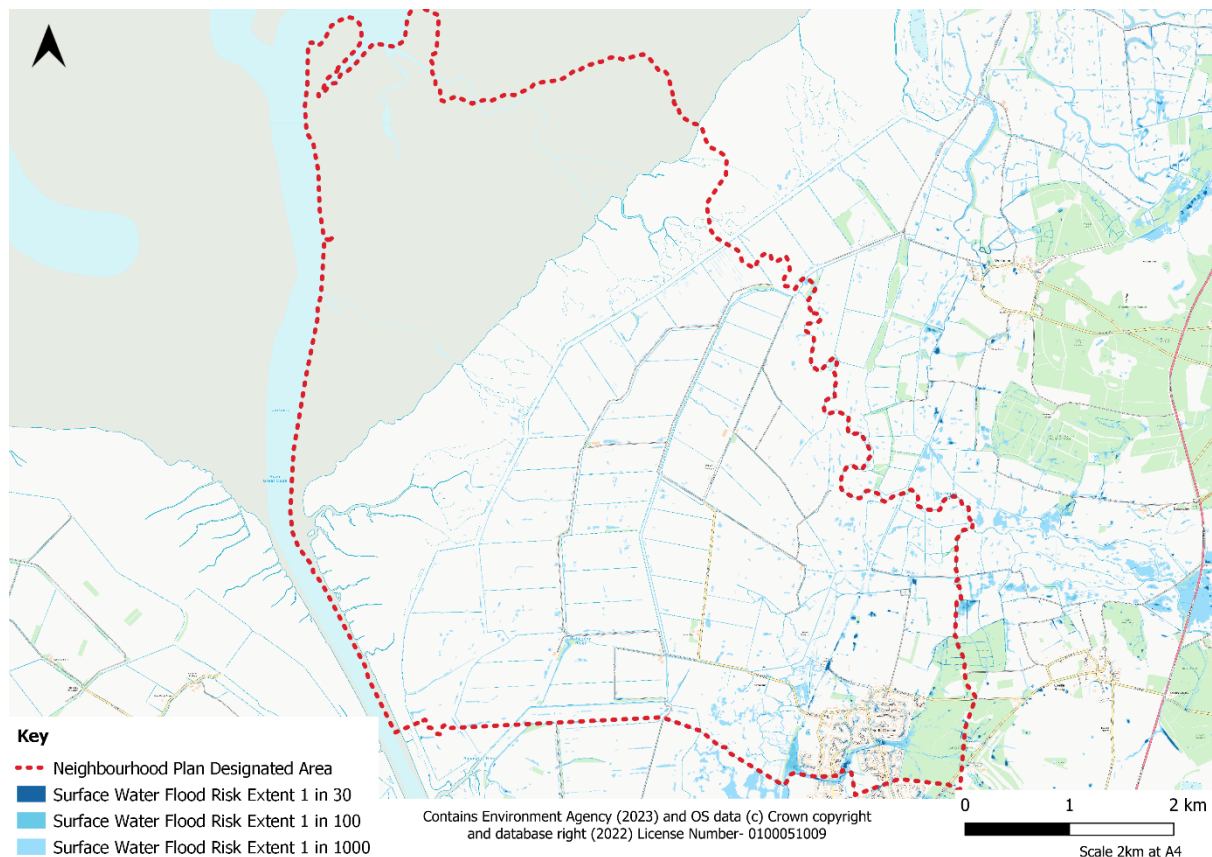 Key
Neighbourhood Plan Designated Area
Surface Water Flood Risk Extent 1 in 30
Surface Water Flood Risk Extent 1 in 100
Surface Water Flood Risk Extent 1 in 1000
Contains Environment Agency (2023) and OS data (c) Crown copyright
and database right (2022) License Number- 0100051009
0 1 2 km
Scale 2km at A4